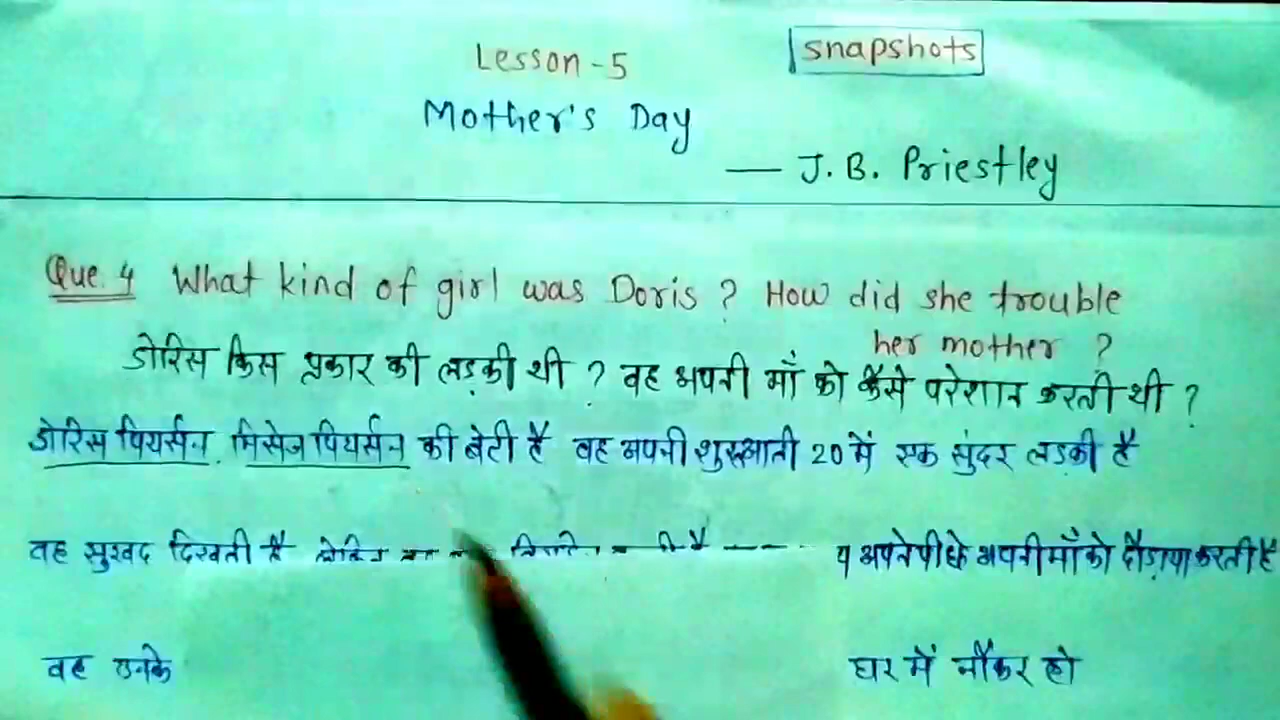 Lesson - 5
snapshots
Mother's Day
— J. B. Priestley
Que. 4 What kind of girl was Doris ? How did she trouble
her mother ?
डोरिस किस प्रकार की लड़की थी ? वह अपनी माँ को कैसे परेशान करती थी ?
डोरिस पियर्सन मिसेज पियर्सन की बेटी है वह अपनी शुरुआती 20 में एक सुंदर लडकी है
वह सुखद दिखती है अपने पीछे अपनी माँ को दौड़ाया करती है
वह उनके घर में नौकर हो